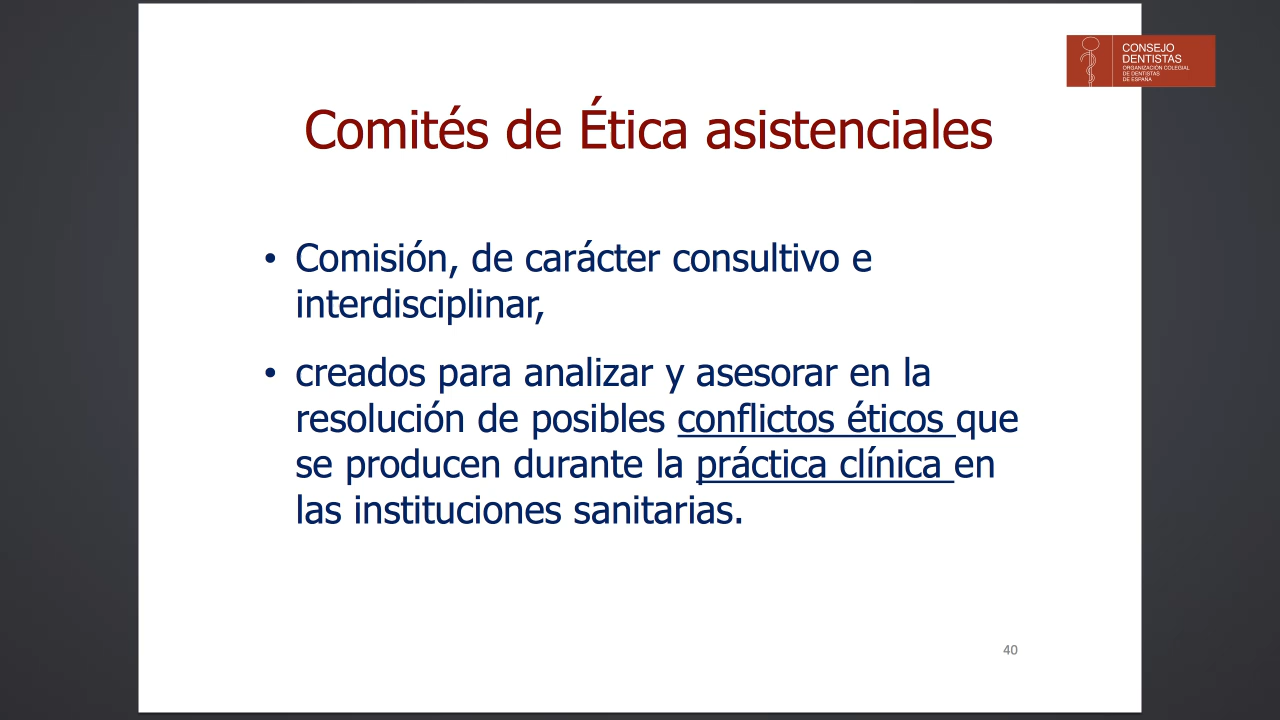 CONSEJO
DENTISTAS
ORGANIZACIÓN COLEGIAL
DE DENTISTAS
DE ESPAÑA
Comités de Ética asistenciales
• Comisión, de carácter consultivo e
interdisciplinar,
• creados para analizar y asesorar en la
resolución de posibles conflictos éticos que
se producen durante la práctica clínica en
las instituciones sanitarias.
40